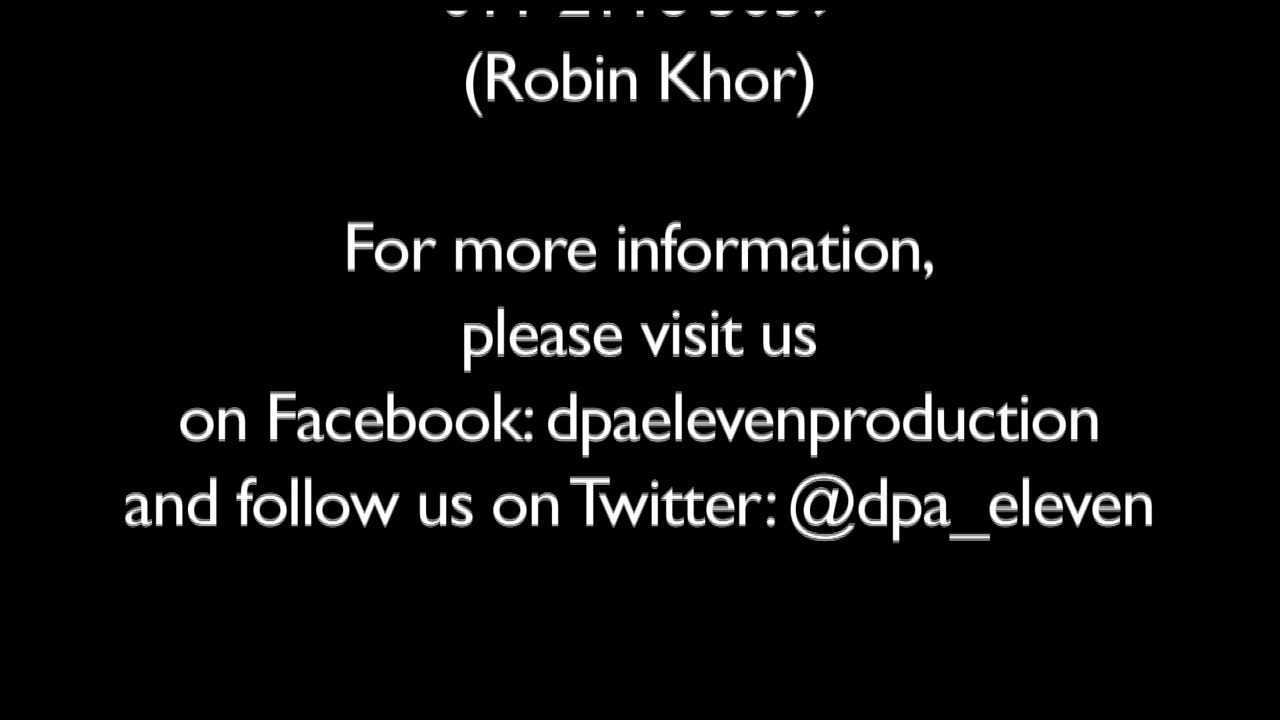 (Robin Khor)
For more information,
please visit us
on Facebook: dpaelevenproduction
and follow us on Twitter: @dpa_eleven